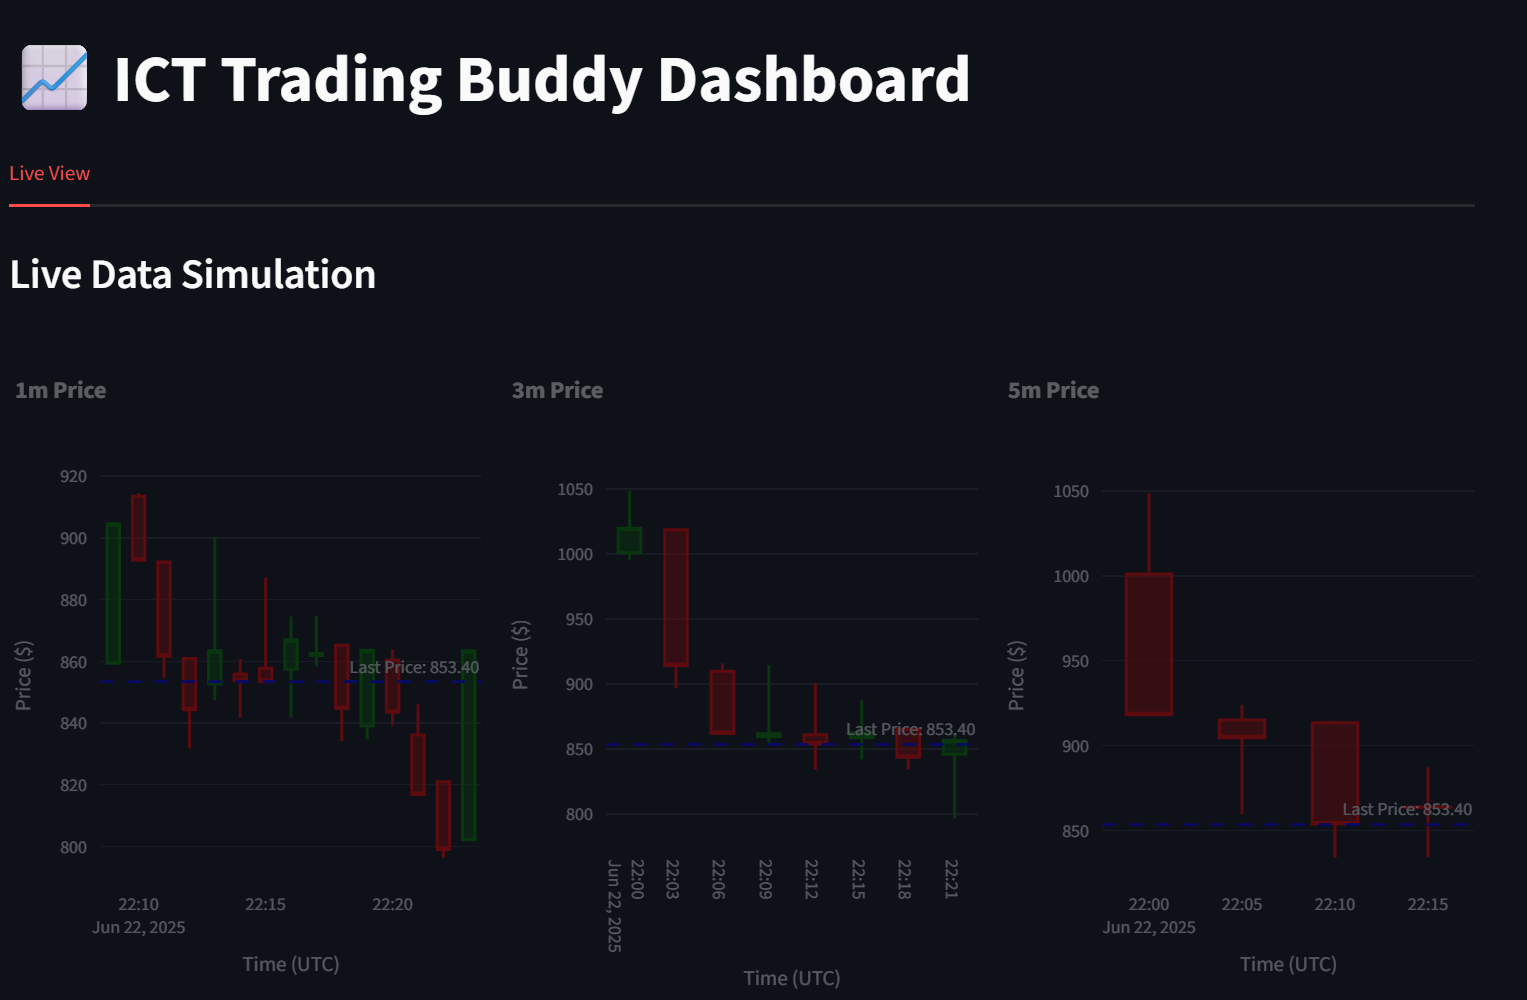 ICT Trading Buddy Dashboard
Live View
Live Data Simulation
1m Price
920
900
880
860
840
820
800
Price ($)
Last Price: 853.40
22:10
22:15
22:20
Jun 22, 2025
Time (UTC)
3m Price
1050
1000
950
900
850
800
Price ($)
Last Price: 853.40
22:00
Jun 22, 2025
22:03
22:06
22:09
22:12
22:15
22:18
22:21
Time (UTC)
5m Price
1050
1000
950
900
850
Price ($)
Last Price: 853.40
22:00
22:05
22:10
22:15
Jun 22, 2025
Time (UTC)